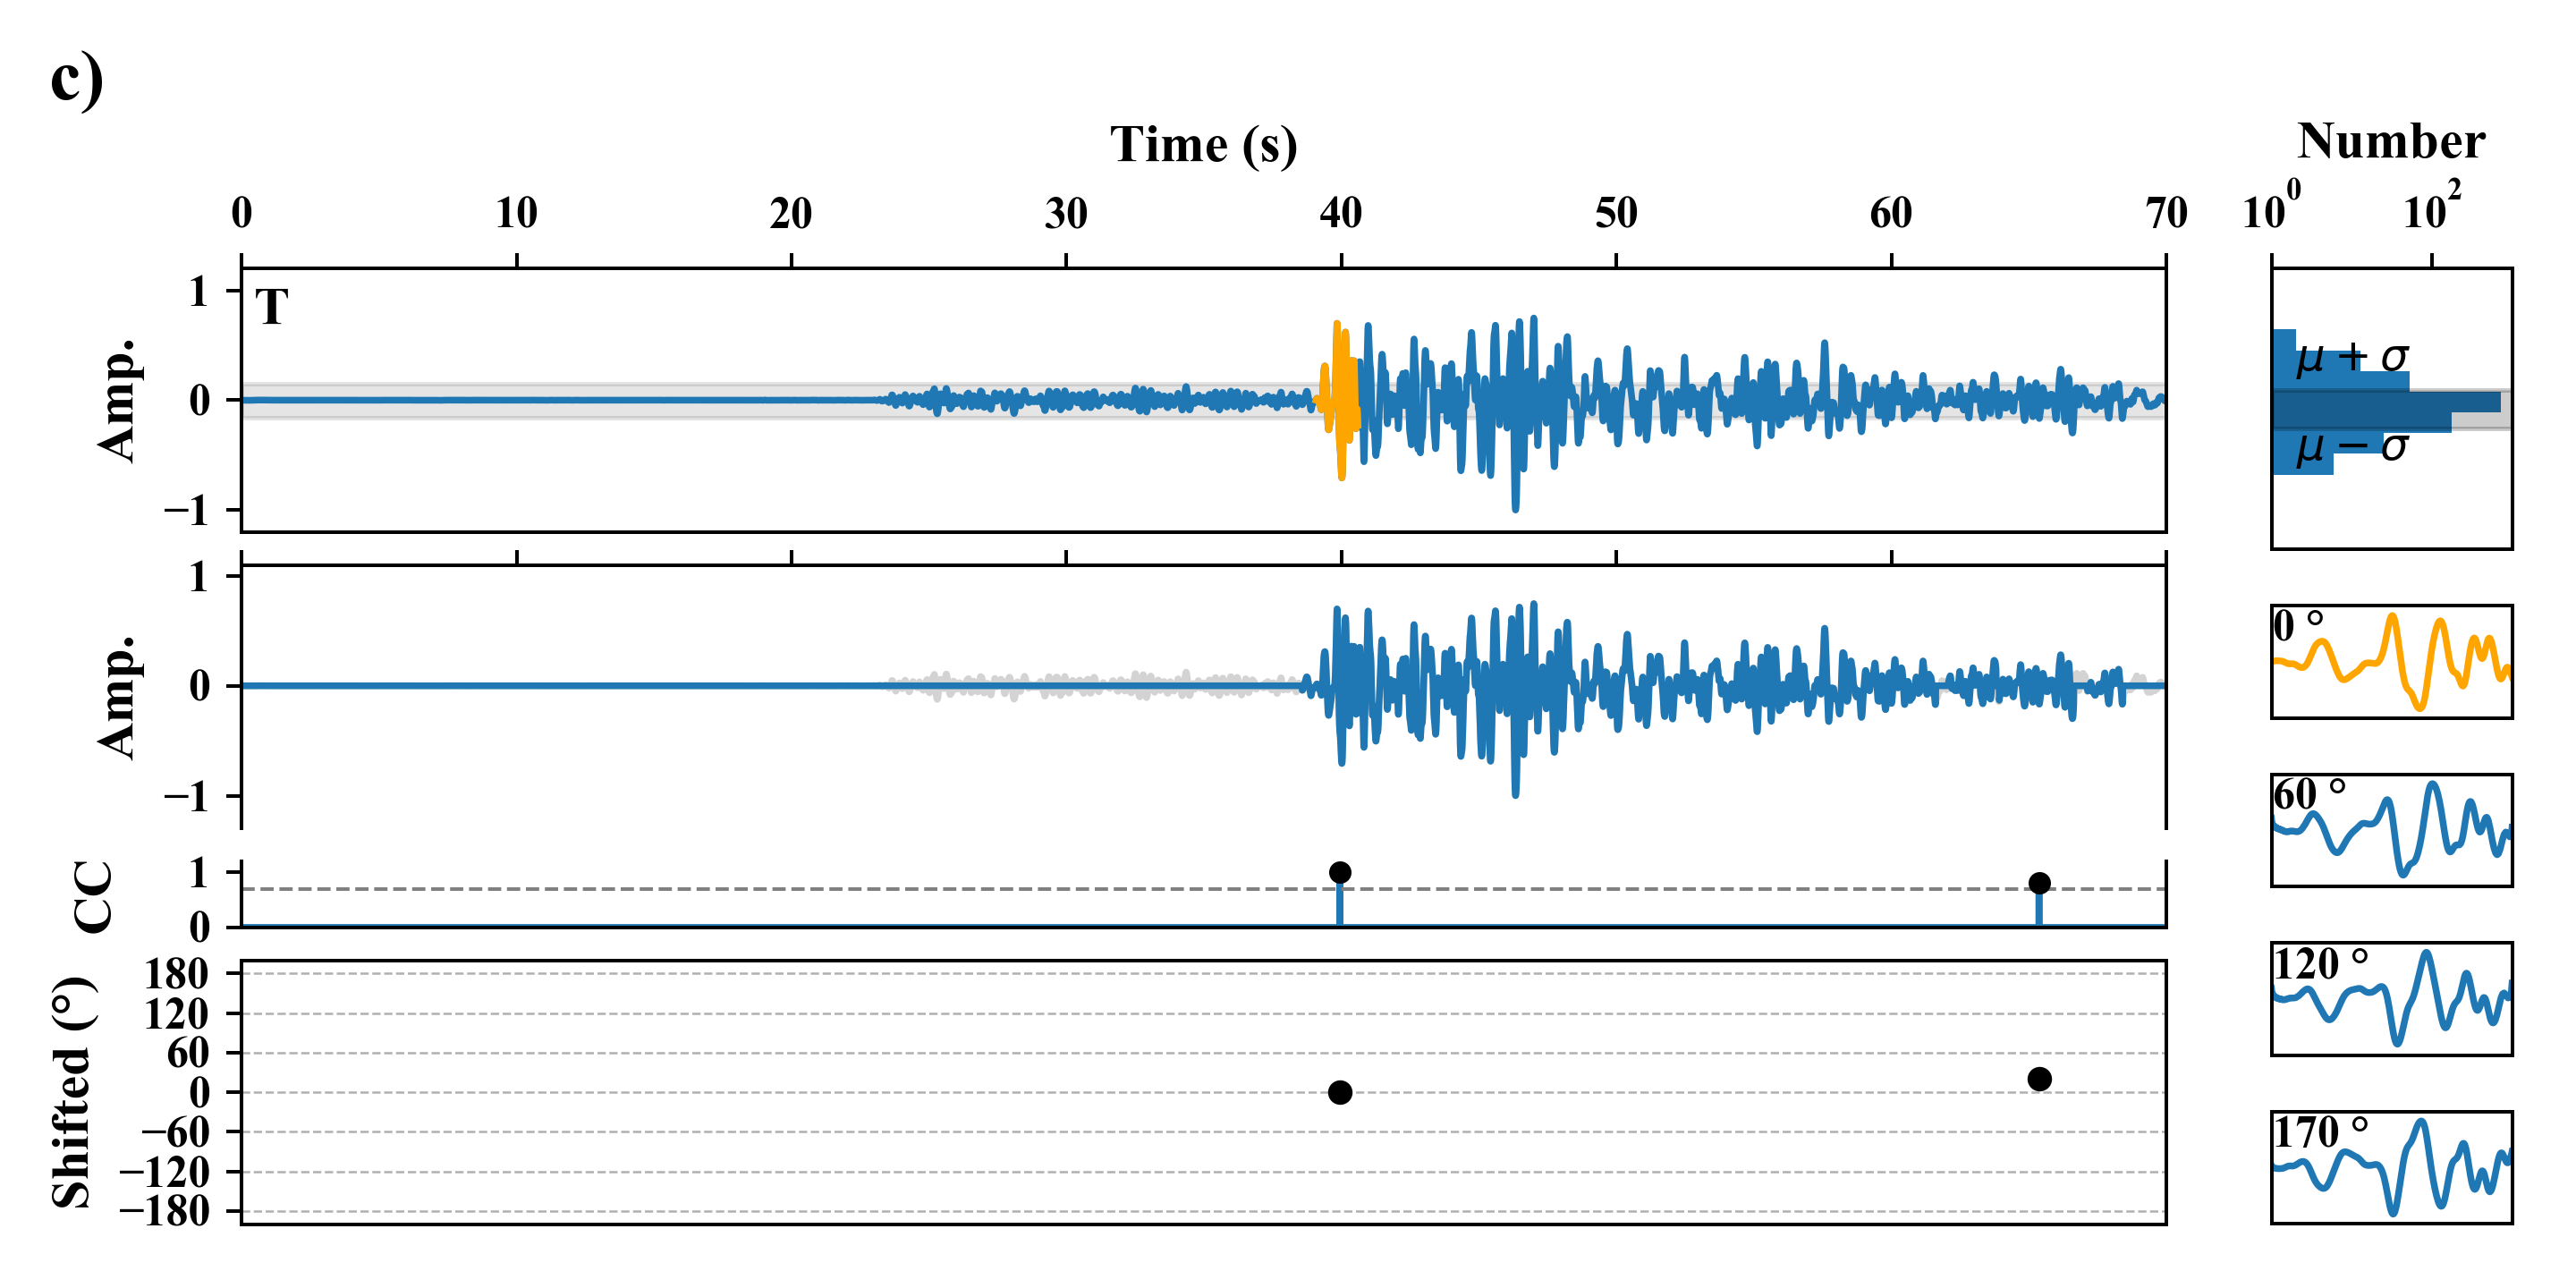 c)
Time (s)
Number
0 10 20 30 40 50 60 70
10^0 10^2
T
Amp.
1
0
−1
μ + σ
μ − σ
Amp.
1
0
−1
0 °
60 °
CC
1
0
120 °
Shifted (°)
180
120
60
0
−60
−120
−180
170 °